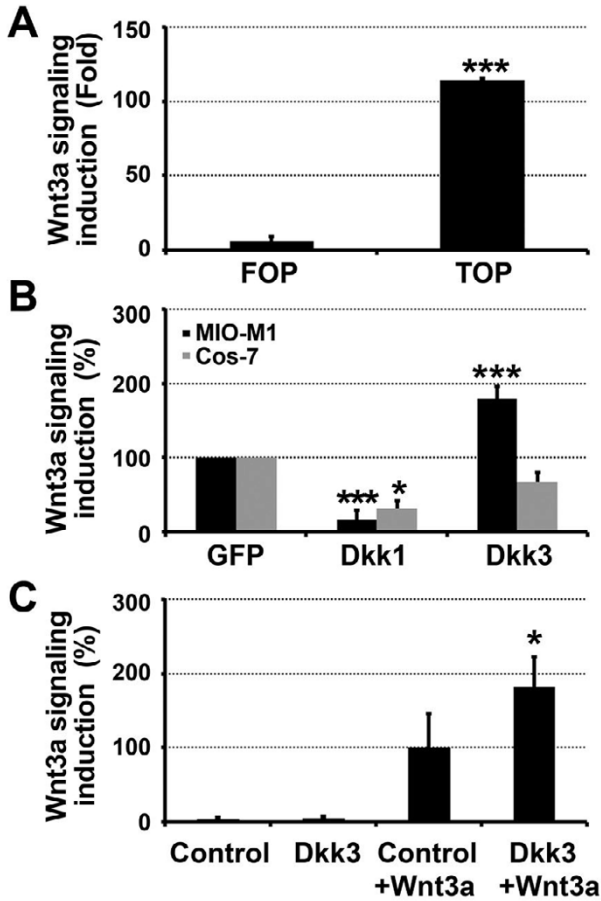 A
Wnt3a signaling
induction (Fold)
150
100
50
0
***
FOP
TOP
B
Wnt3a signaling
induction (%)
300
200
100
0
MIO-M1
Cos-7
***
*
***
GFP
Dkk1
Dkk3
C
Wnt3a signaling
induction (%)
300
200
100
0
*
Control
Dkk3
Control
+Wnt3a
Dkk3
+Wnt3a